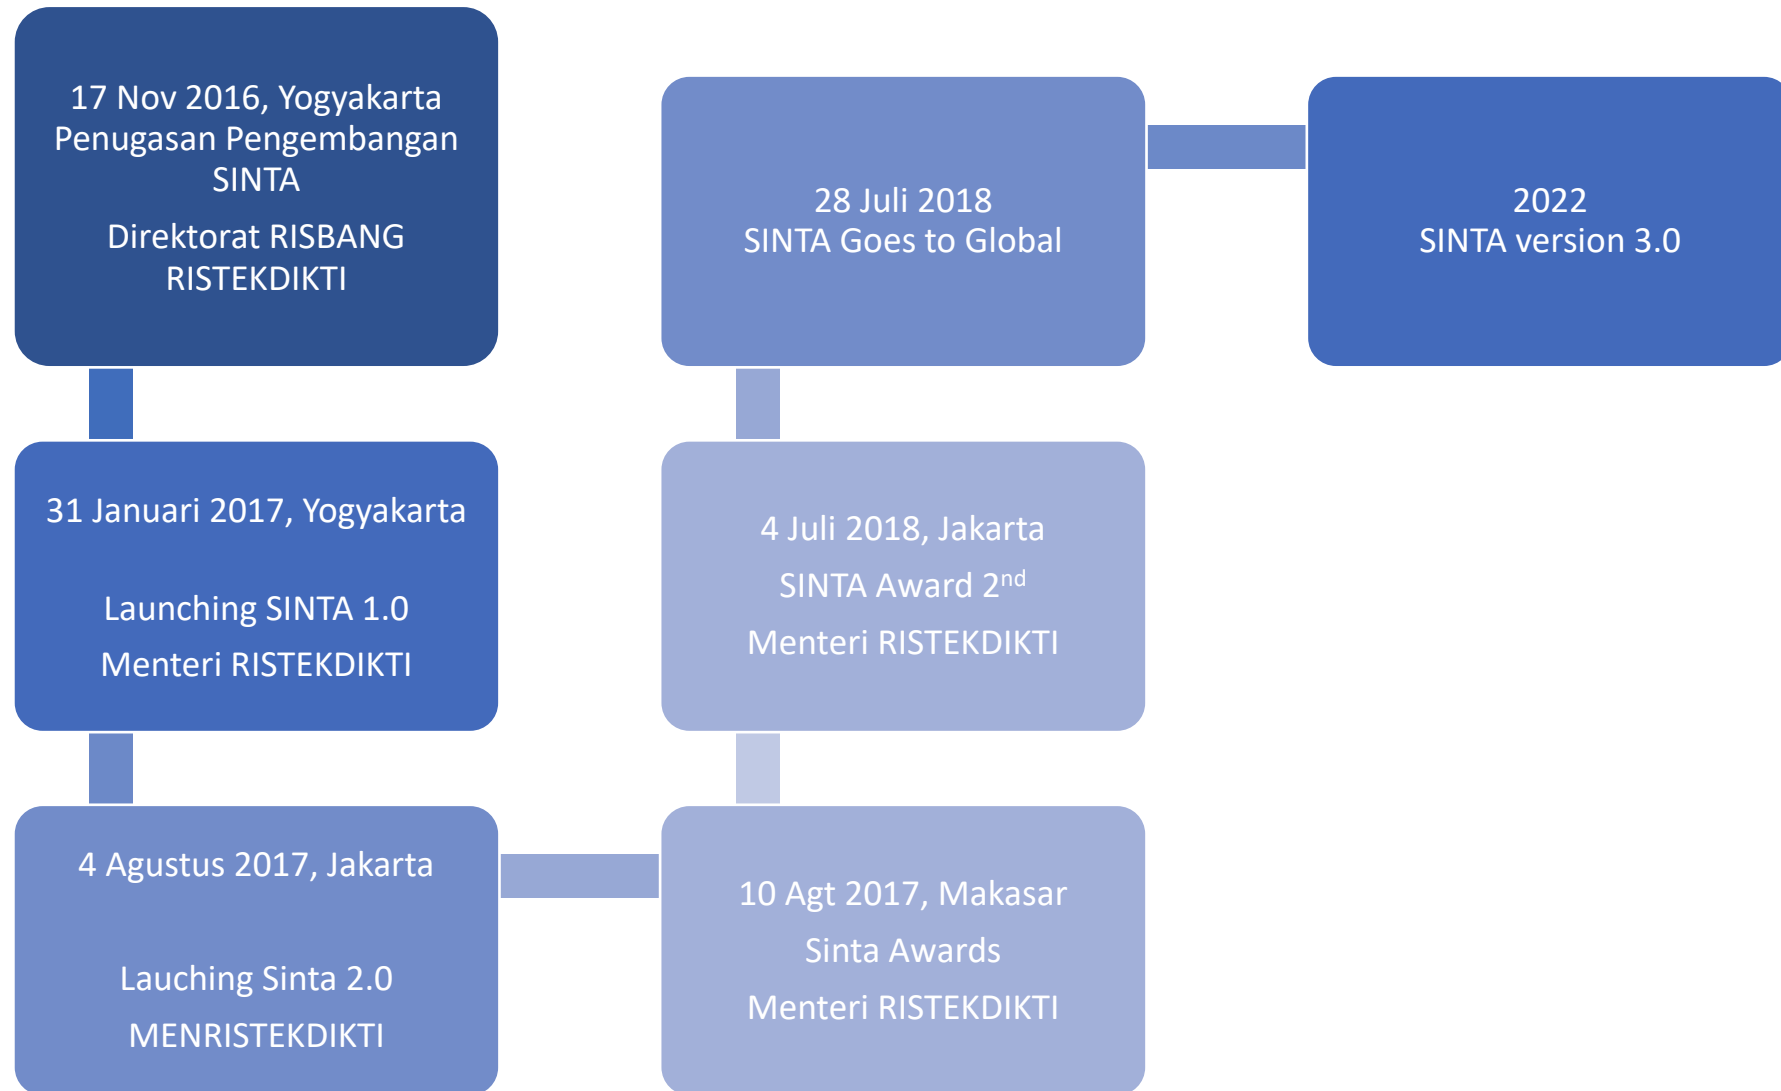 17 Nov 2016, Yogyakarta
Penugasan Pengembangan
SINTA
Direktorat RISBANG
RISTEKDIKTI
31 Januari 2017, Yogyakarta
Launching SINTA 1.0
Menteri RISTEKDIKTI
4 Agustus 2017, Jakarta
Lauching Sinta 2.0
MENRISTEKDIKTI
10 Agt 2017, Makasar
Sinta Awards
Menteri RISTEKDIKTI
4 Juli 2018, Jakarta
SINTA Award 2nd
Menteri RISTEKDIKTI
28 Juli 2018
SINTA Goes to Global
2022
SINTA version 3.0